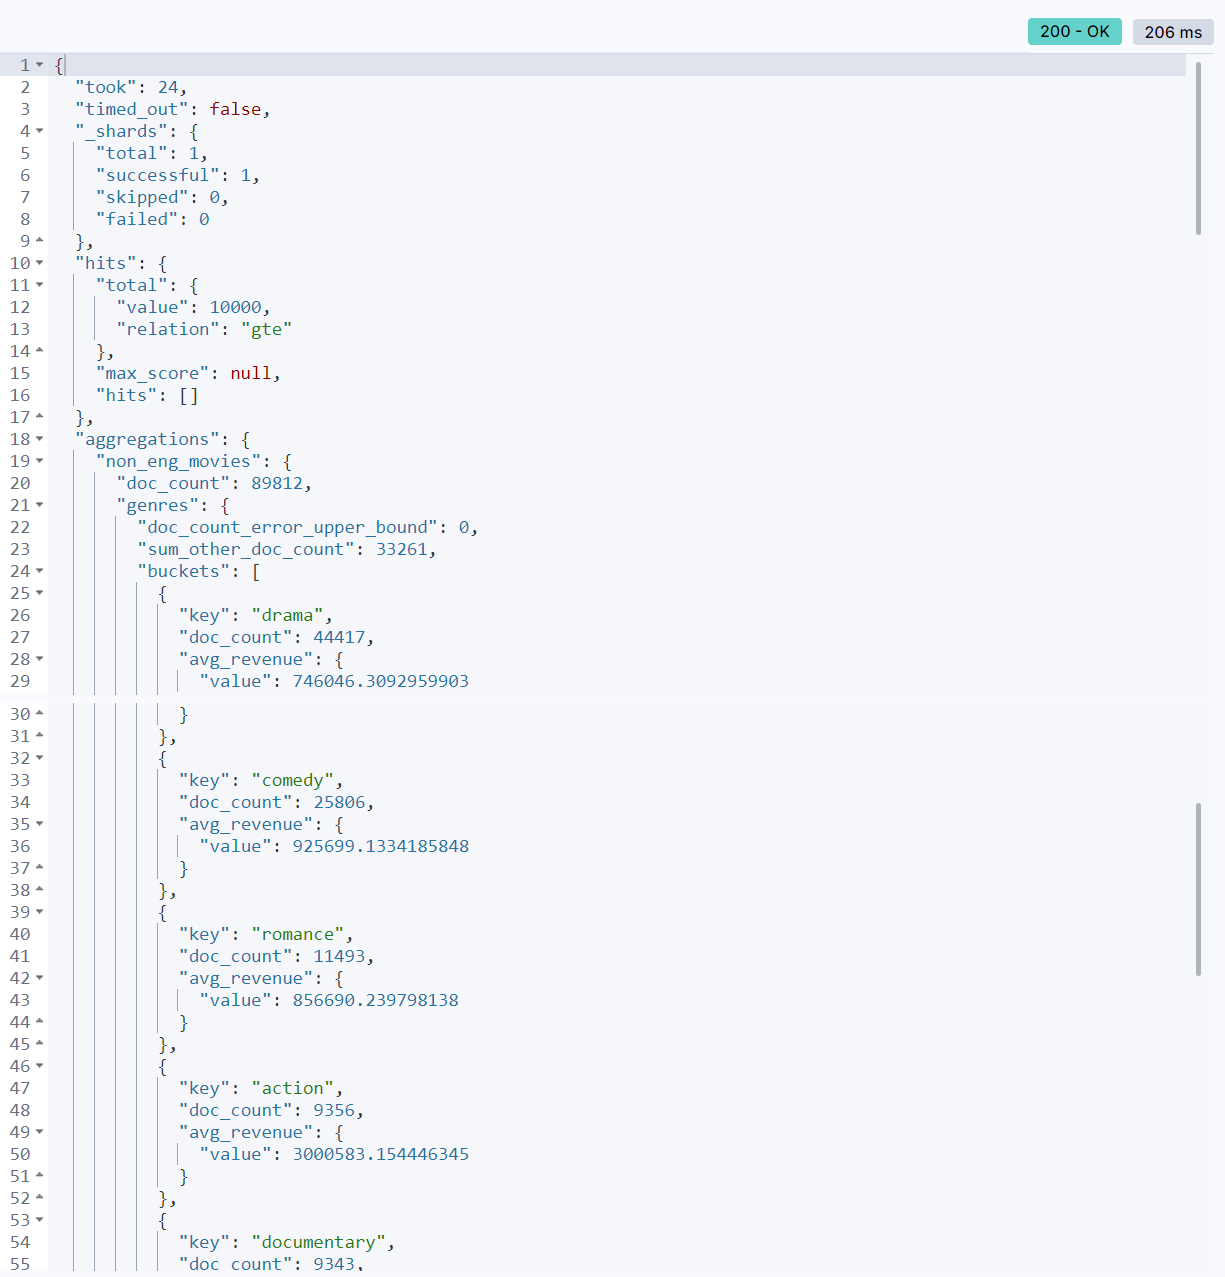 200 - OK 206 ms
1 {
2 "took": 24,
3 "timed_out": false,
4 "_shards": {
5 "total": 1,
6 "successful": 1,
7 "skipped": 0,
8 "failed": 0
9 },
10 "hits": {
11 "total": {
12 "value": 10000,
13 "relation": "gte"
14 },
15 "max_score": null,
16 "hits": []
17 },
18 "aggregations": {
19 "non_eng_movies": {
20 "doc_count": 89812,
21 "genres": {
22 "doc_count_error_upper_bound": 0,
23 "sum_other_doc_count": 33261,
24 "buckets": [
25 {
26 "key": "drama",
27 "doc_count": 44417,
28 "avg_revenue": {
29 "value": 746046.3092959903
30 }
31 },
32 {
33 "key": "comedy",
34 "doc_count": 25806,
35 "avg_revenue": {
36 "value": 925699.1334185848
37 }
38 },
39 {
40 "key": "romance",
41 "doc_count": 11493,
42 "avg_revenue": {
43 "value": 856690.239798138
44 }
45 },
46 {
47 "key": "action",
48 "doc_count": 9356,
49 "avg_revenue": {
50 "value": 3000583.154446345
51 }
52 },
53 {
54 "key": "documentary",
55 "doc_count": 9343,